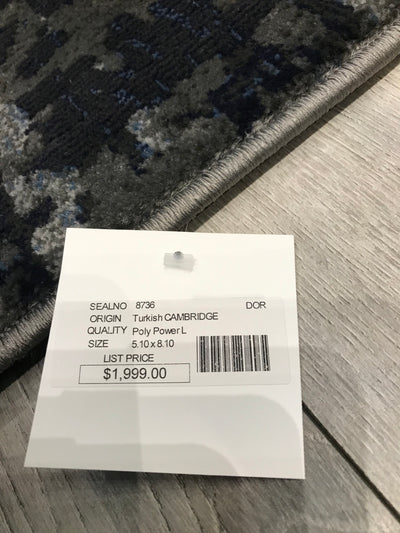 SEALNO 8736 DOR
ORIGIN Turkish CAMBRIDGE
QUALITY Poly Power L
SIZE 5.10 x 8.10
LIST PRICE
$1,999.00